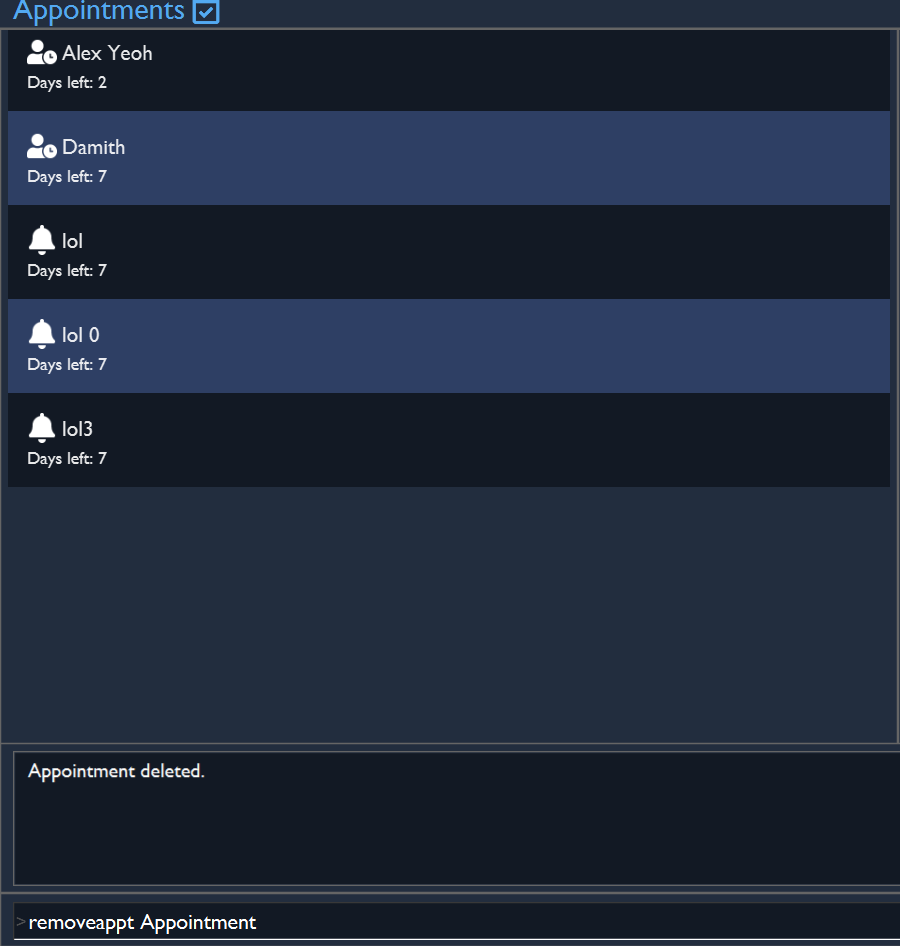 Appointments
Alex Yeoh
Days left: 2
Damith
Days left: 7
lol
Days left: 7
lol 0
Days left: 7
lol3
Days left: 7
Appointment deleted.
>removeappt Appointment